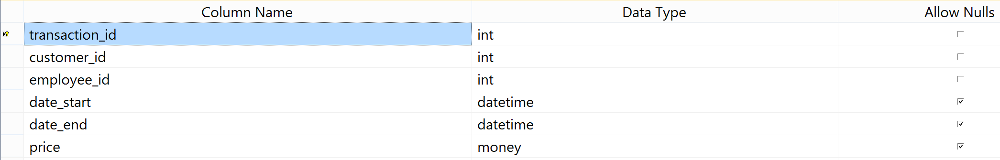 Column Name Data Type Allow Nulls
transaction_id int
customer_id int
employee_id int
date_start datetime
date_end datetime
price money